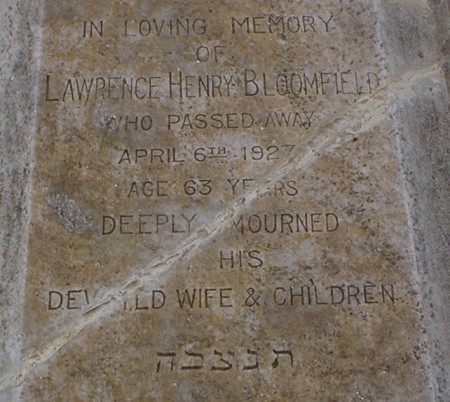 IN LOVING MEMORY
OF
LAWRENCE HENRY BLOOMFIELD
WHO PASSED AWAY
APRIL 6TH 1927
AGE 63 YEARS
DEEPLY MOURNED
HIS
DEVOTED WIFE & CHILDREN
תנצבה